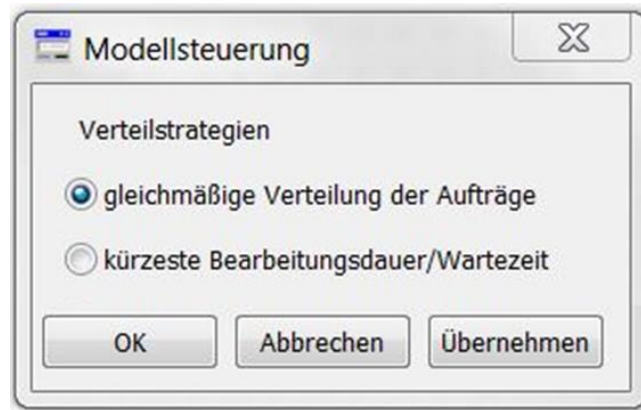 Modellsteuerung
Verteilstrategien
gleichmäßige Verteilung der Aufträge
kürzeste Bearbeitungsdauer/Wartezeit
OK Abbrechen Übernehmen